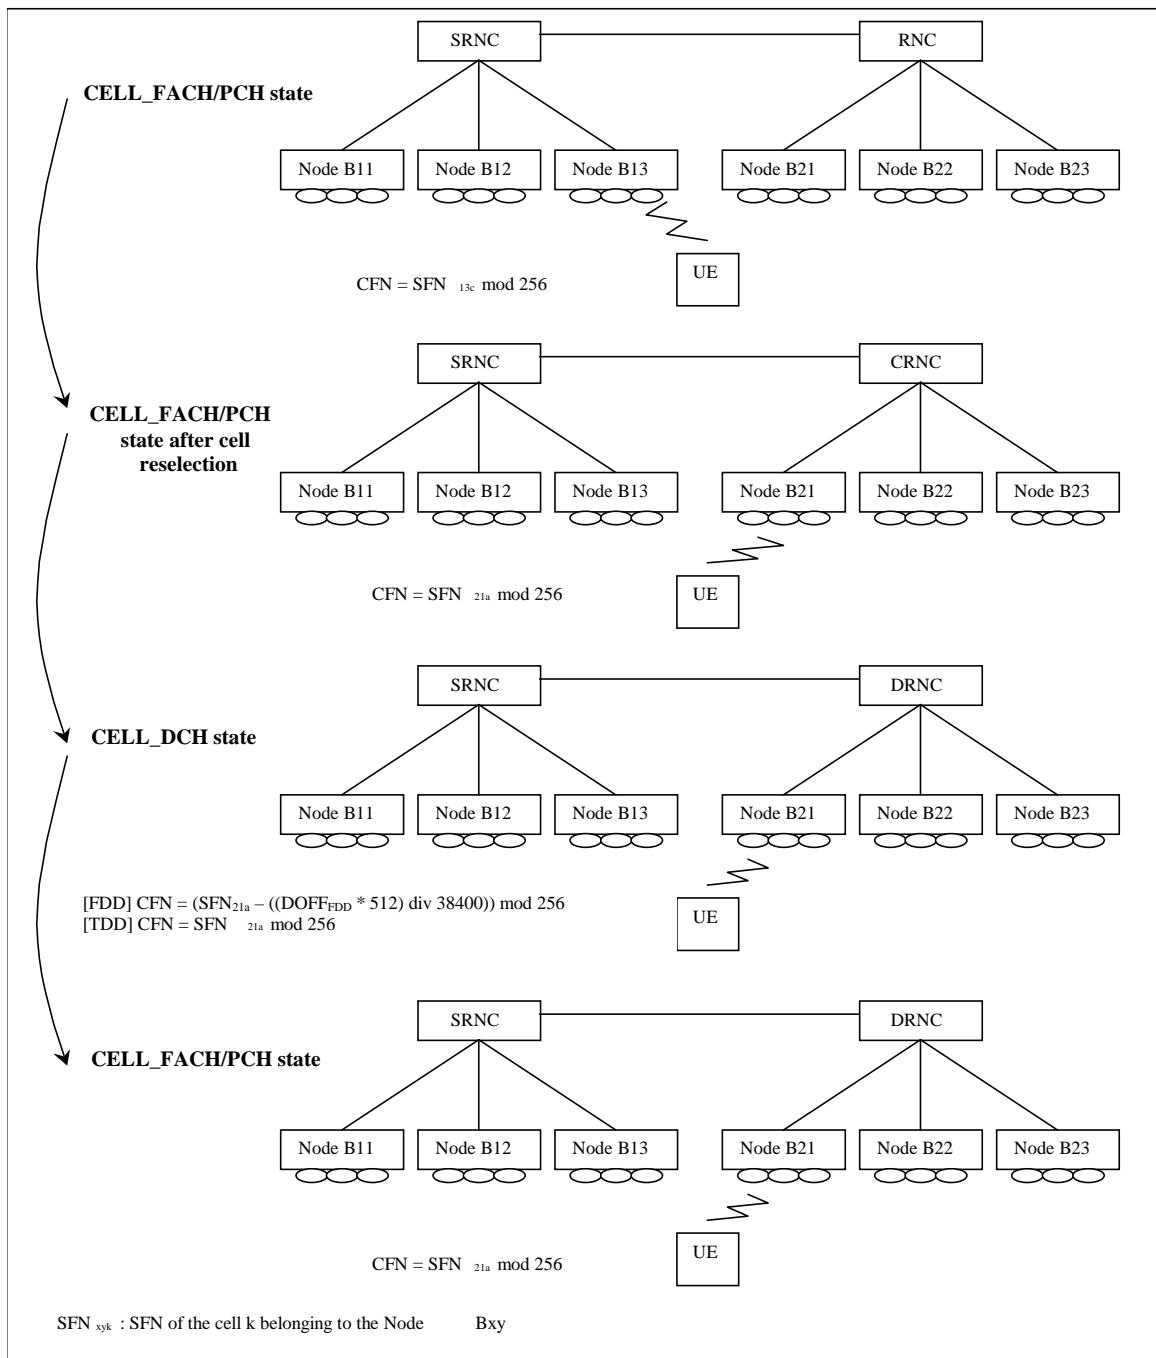 SRNC RNC
CELL_FACH/PCH state
Node B11 Node B12 Node B13 Node B21 Node B22 Node B23
UE
CFN = SFN 13c mod 256
SRNC CRNC
CELL_FACH/PCH
state after cell
reselection
Node B11 Node B12 Node B13 Node B21 Node B22 Node B23
UE
CFN = SFN 21a mod 256
SRNC DRNC
CELL_DCH state
Node B11 Node B12 Node B13 Node B21 Node B22 Node B23
[FDD] CFN = (SFN21a – ((DOFFFDD * 512) div 38400)) mod 256
UE
[TDD] CFN = SFN 21a mod 256
SRNC DRNC
CELL_FACH/PCH state
Node B11 Node B12 Node B13 Node B21 Node B22 Node B23
UE
CFN = SFN 21a mod 256
SFN xyk : SFN of the cell k belonging to the Node Bxy